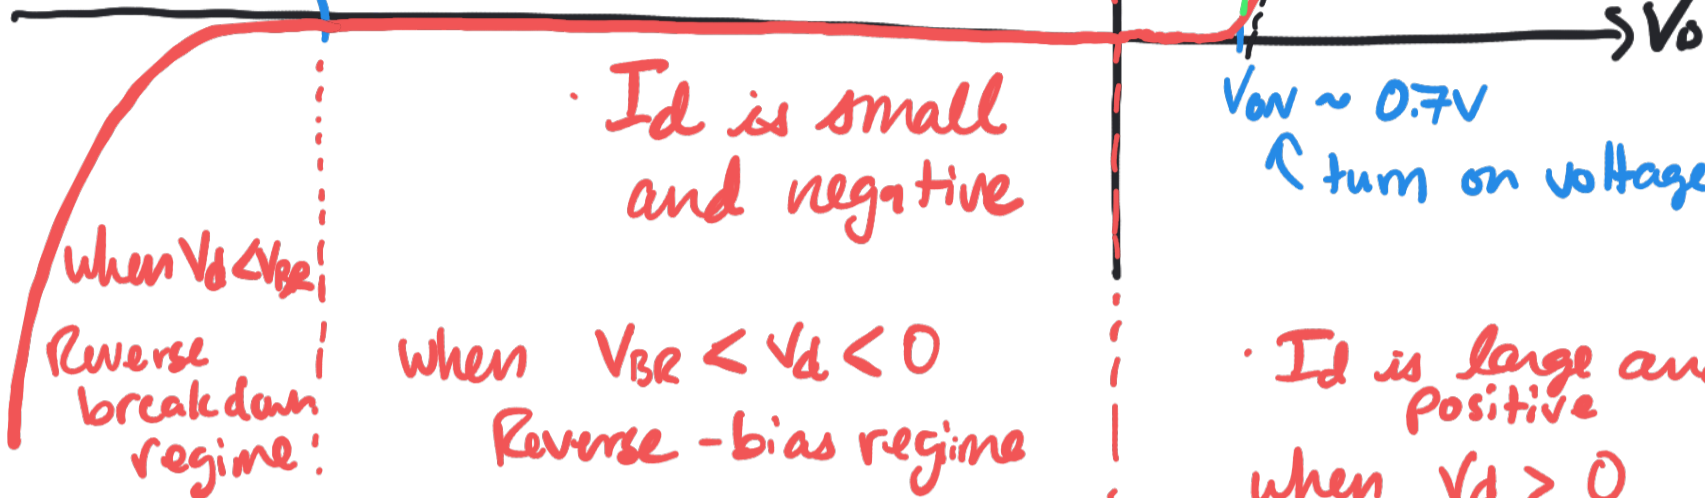 VD
· Id is small
and negative
VON ~ 0.7V
turn on voltage
when Vd < VBR
Reverse
breakdown
regime
when VBR < Vd < 0
Reverse - bias regime
· Id is large an
positive
when Vd > 0